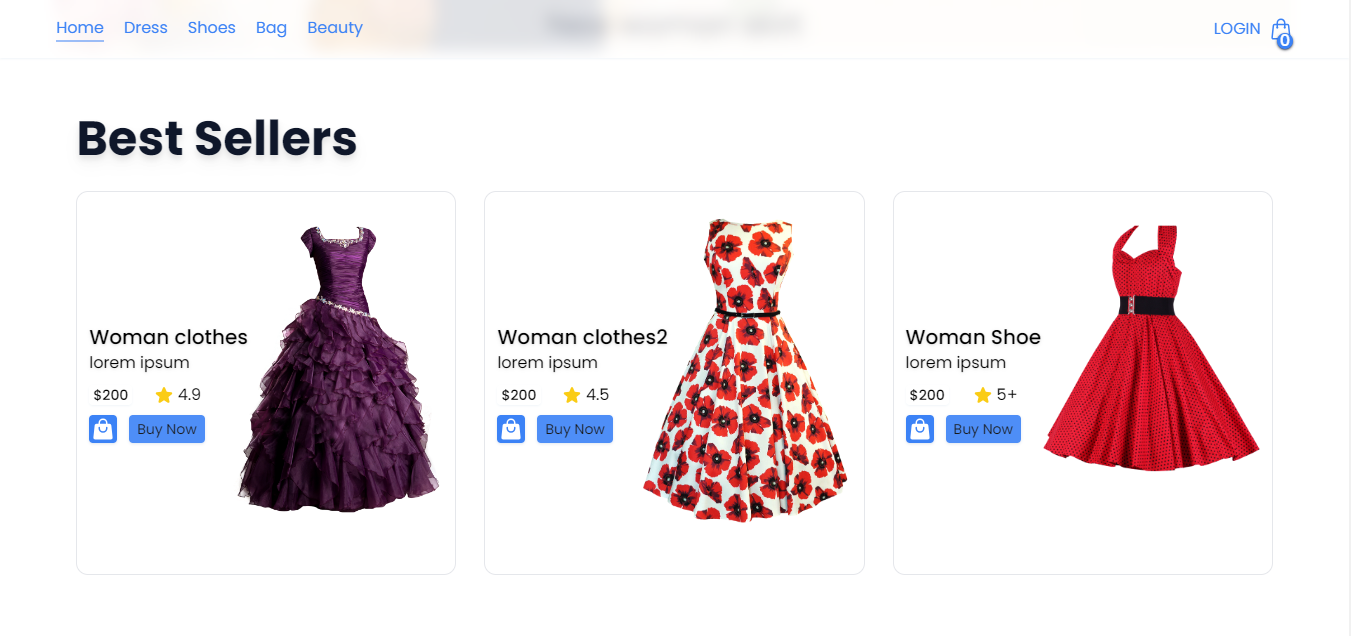 Home Dress Shoes Bag Beauty LOGIN 0
Best Sellers
Woman clothes
lorem ipsum
$200 4.9
Buy Now
Woman clothes2
lorem ipsum
$200 4.5
Buy Now
Woman Shoe
lorem ipsum
$200 5+
Buy Now